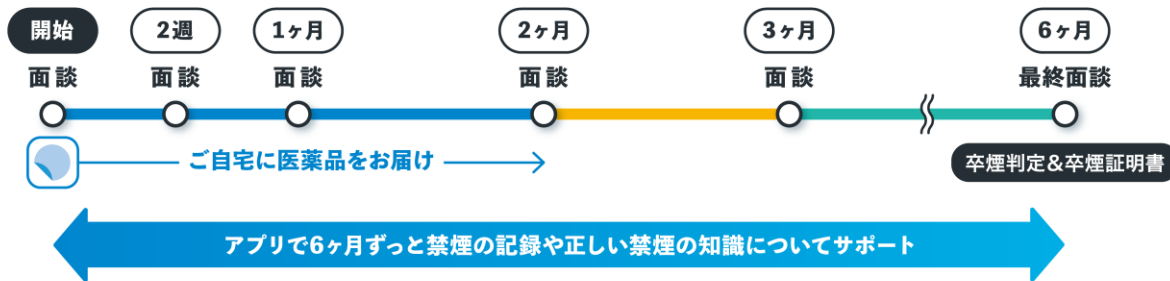 開始
2週
1ヶ月
2ヶ月
3ヶ月
6ヶ月
面談
面談
面談
面談
面談
最終面談
ご自宅に医薬品をお届け
卒煙判定&卒煙証明書
アプリで6ヶ月ずっと禁煙の記録や正しい禁煙の知識についてサポート